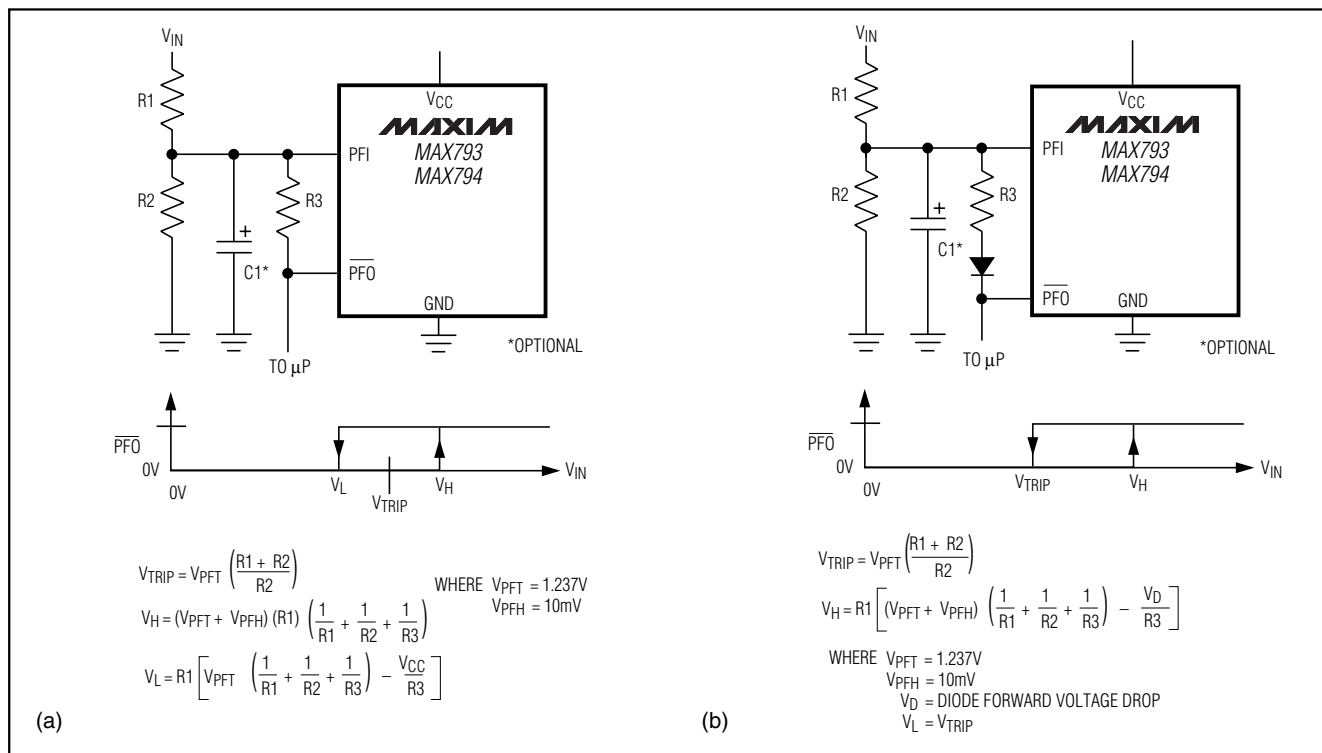 V_IN
R1
V_CC
MAXIM
MAX793
MAX794
PFI
R2
R3
+
C1*
P̅F̅O̅
GND
*OPTIONAL
TO μP
P̅F̅O̅
0V
0V
V_L
V_TRIP
V_H
V_IN
V_TRIP = V_PFT ((R1 + R2)/R2)
WHERE V_PFT = 1.237V
V_PFH = 10mV
V_H = (V_PFT + V_PFH) (R1) (1/R1 + 1/R2 + 1/R3)
V_L = R1 [V_PFT (1/R1 + 1/R2 + 1/R3) − V_CC/R3]
(a)
V_IN
R1
V_CC
MAXIM
MAX793
MAX794
PFI
R2
R3
+
C1*
P̅F̅O̅
GND
*OPTIONAL
TO μP
P̅F̅O̅
0V
0V
V_TRIP
V_H
V_IN
V_TRIP = V_PFT ((R1 + R2)/R2)
V_H = R1 [(V_PFT + V_PFH) (1/R1 + 1/R2 + 1/R3) − V_D/R3]
WHERE V_PFT = 1.237V
V_PFH = 10mV
V_D = DIODE FORWARD VOLTAGE DROP
V_L = V_TRIP
(b)